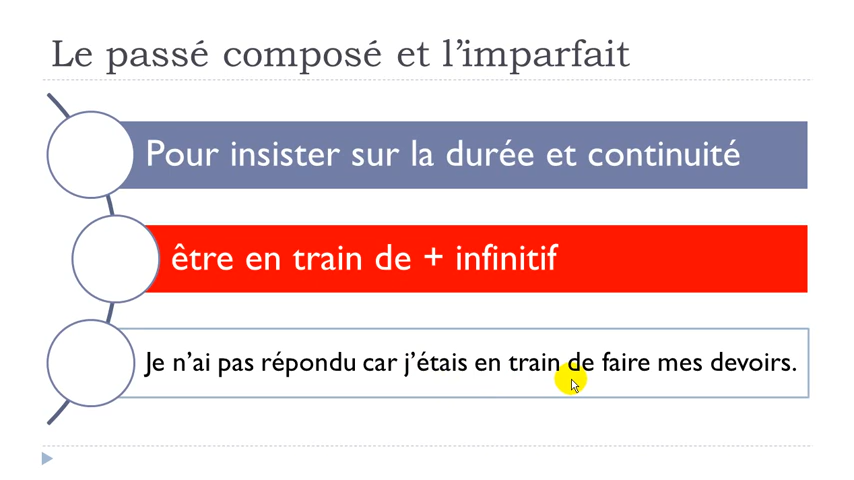 Le passé composé et l’imparfait
Pour insister sur la durée et continuité
être en train de + infinitif
Je n’ai pas répondu car j’étais en train de faire mes devoirs.